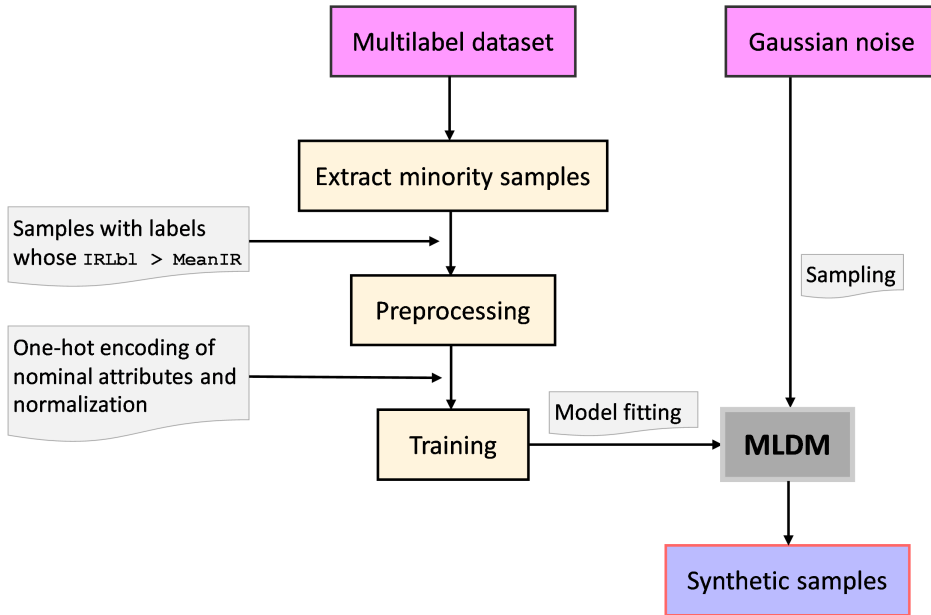 Multilabel dataset
Gaussian noise
Extract minority samples
Samples with labels
whose IRLbl > MeanIR
Sampling
Preprocessing
One-hot encoding of
nominal attributes and
normalization
Model fitting
Training
MLDM
Synthetic samples